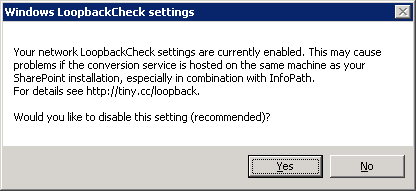 Windows LoopbackCheck settings
Your network LoopbackCheck settings are currently enabled. This may cause
problems if the conversion service is hosted on the same machine as your
SharePoint installation, especially in combination with InfoPath.
For details see http://tiny.cc/loopback.
Would you like to disable this setting (recommended)?
Yes No